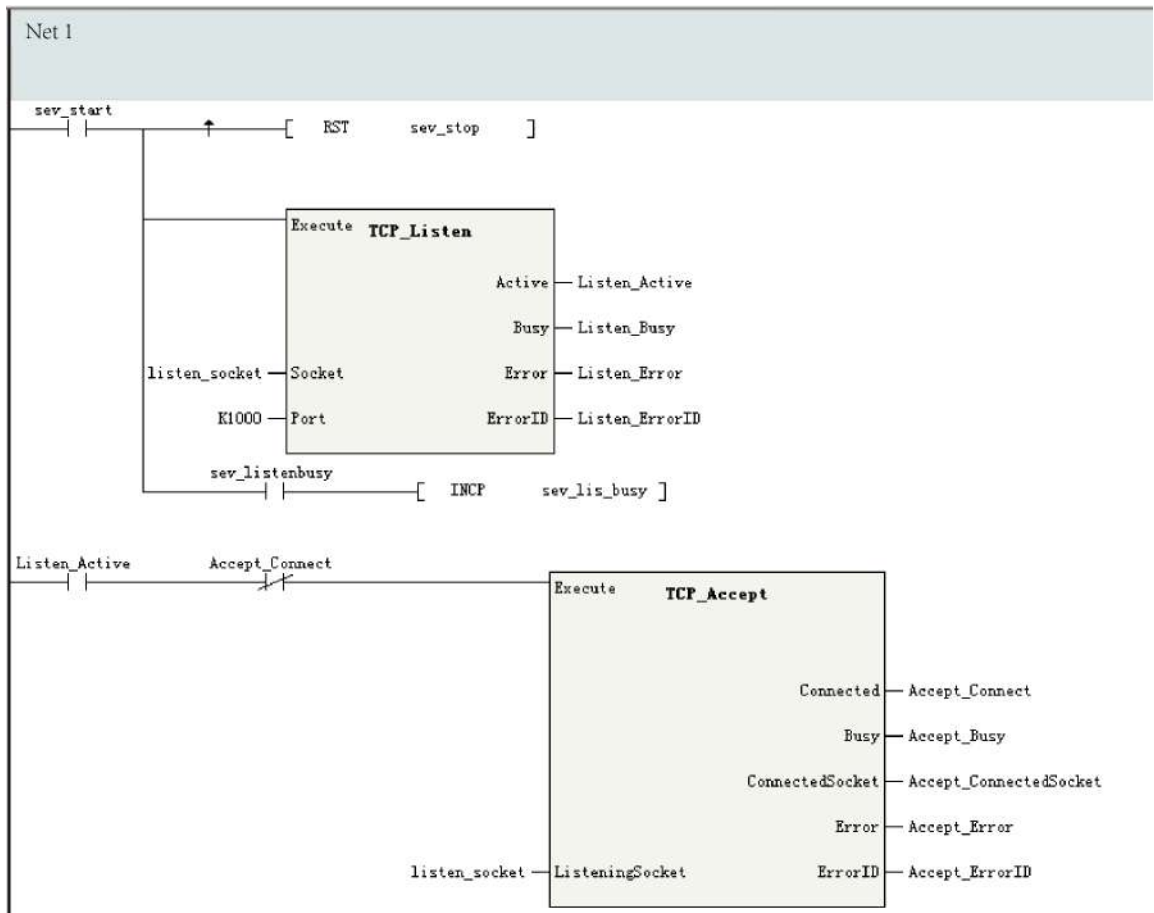 Net 1
sev_start
[ RST sev_stop ]
Execute TCP_Listen
Active Listen_Active
Busy Listen_Busy
listen_socket Socket Error Listen_Error
K1000 Port ErrorID Listen_ErrorID
sev_listenbusy
[ INCP sev_lis_busy ]
Listen_Active Accept_Connect
Execute TCP_Accept
Connected Accept_Connect
Busy Accept_Busy
ConnectedSocket Accept_ConnectedSocket
Error Accept_Error
listen_socket ListeningSocket ErrorID Accept_ErrorID